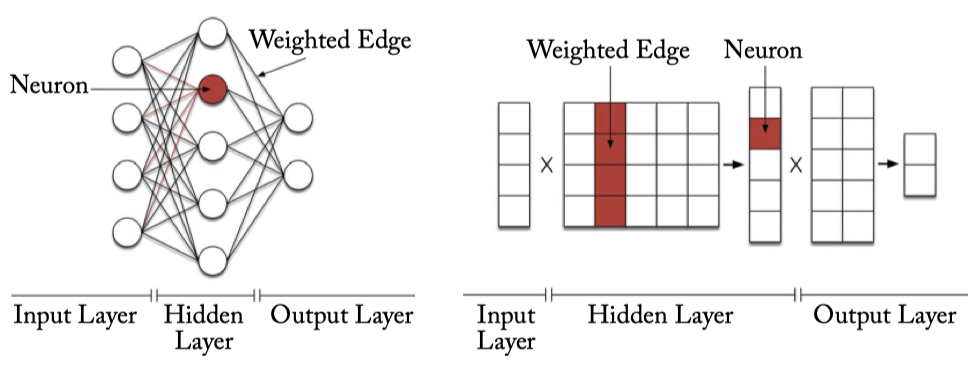 Weighted Edge
Neuron
Input Layer
Hidden
Layer
Output Layer
Weighted Edge
Neuron
X
X
Input
Layer
Hidden Layer
Output Layer